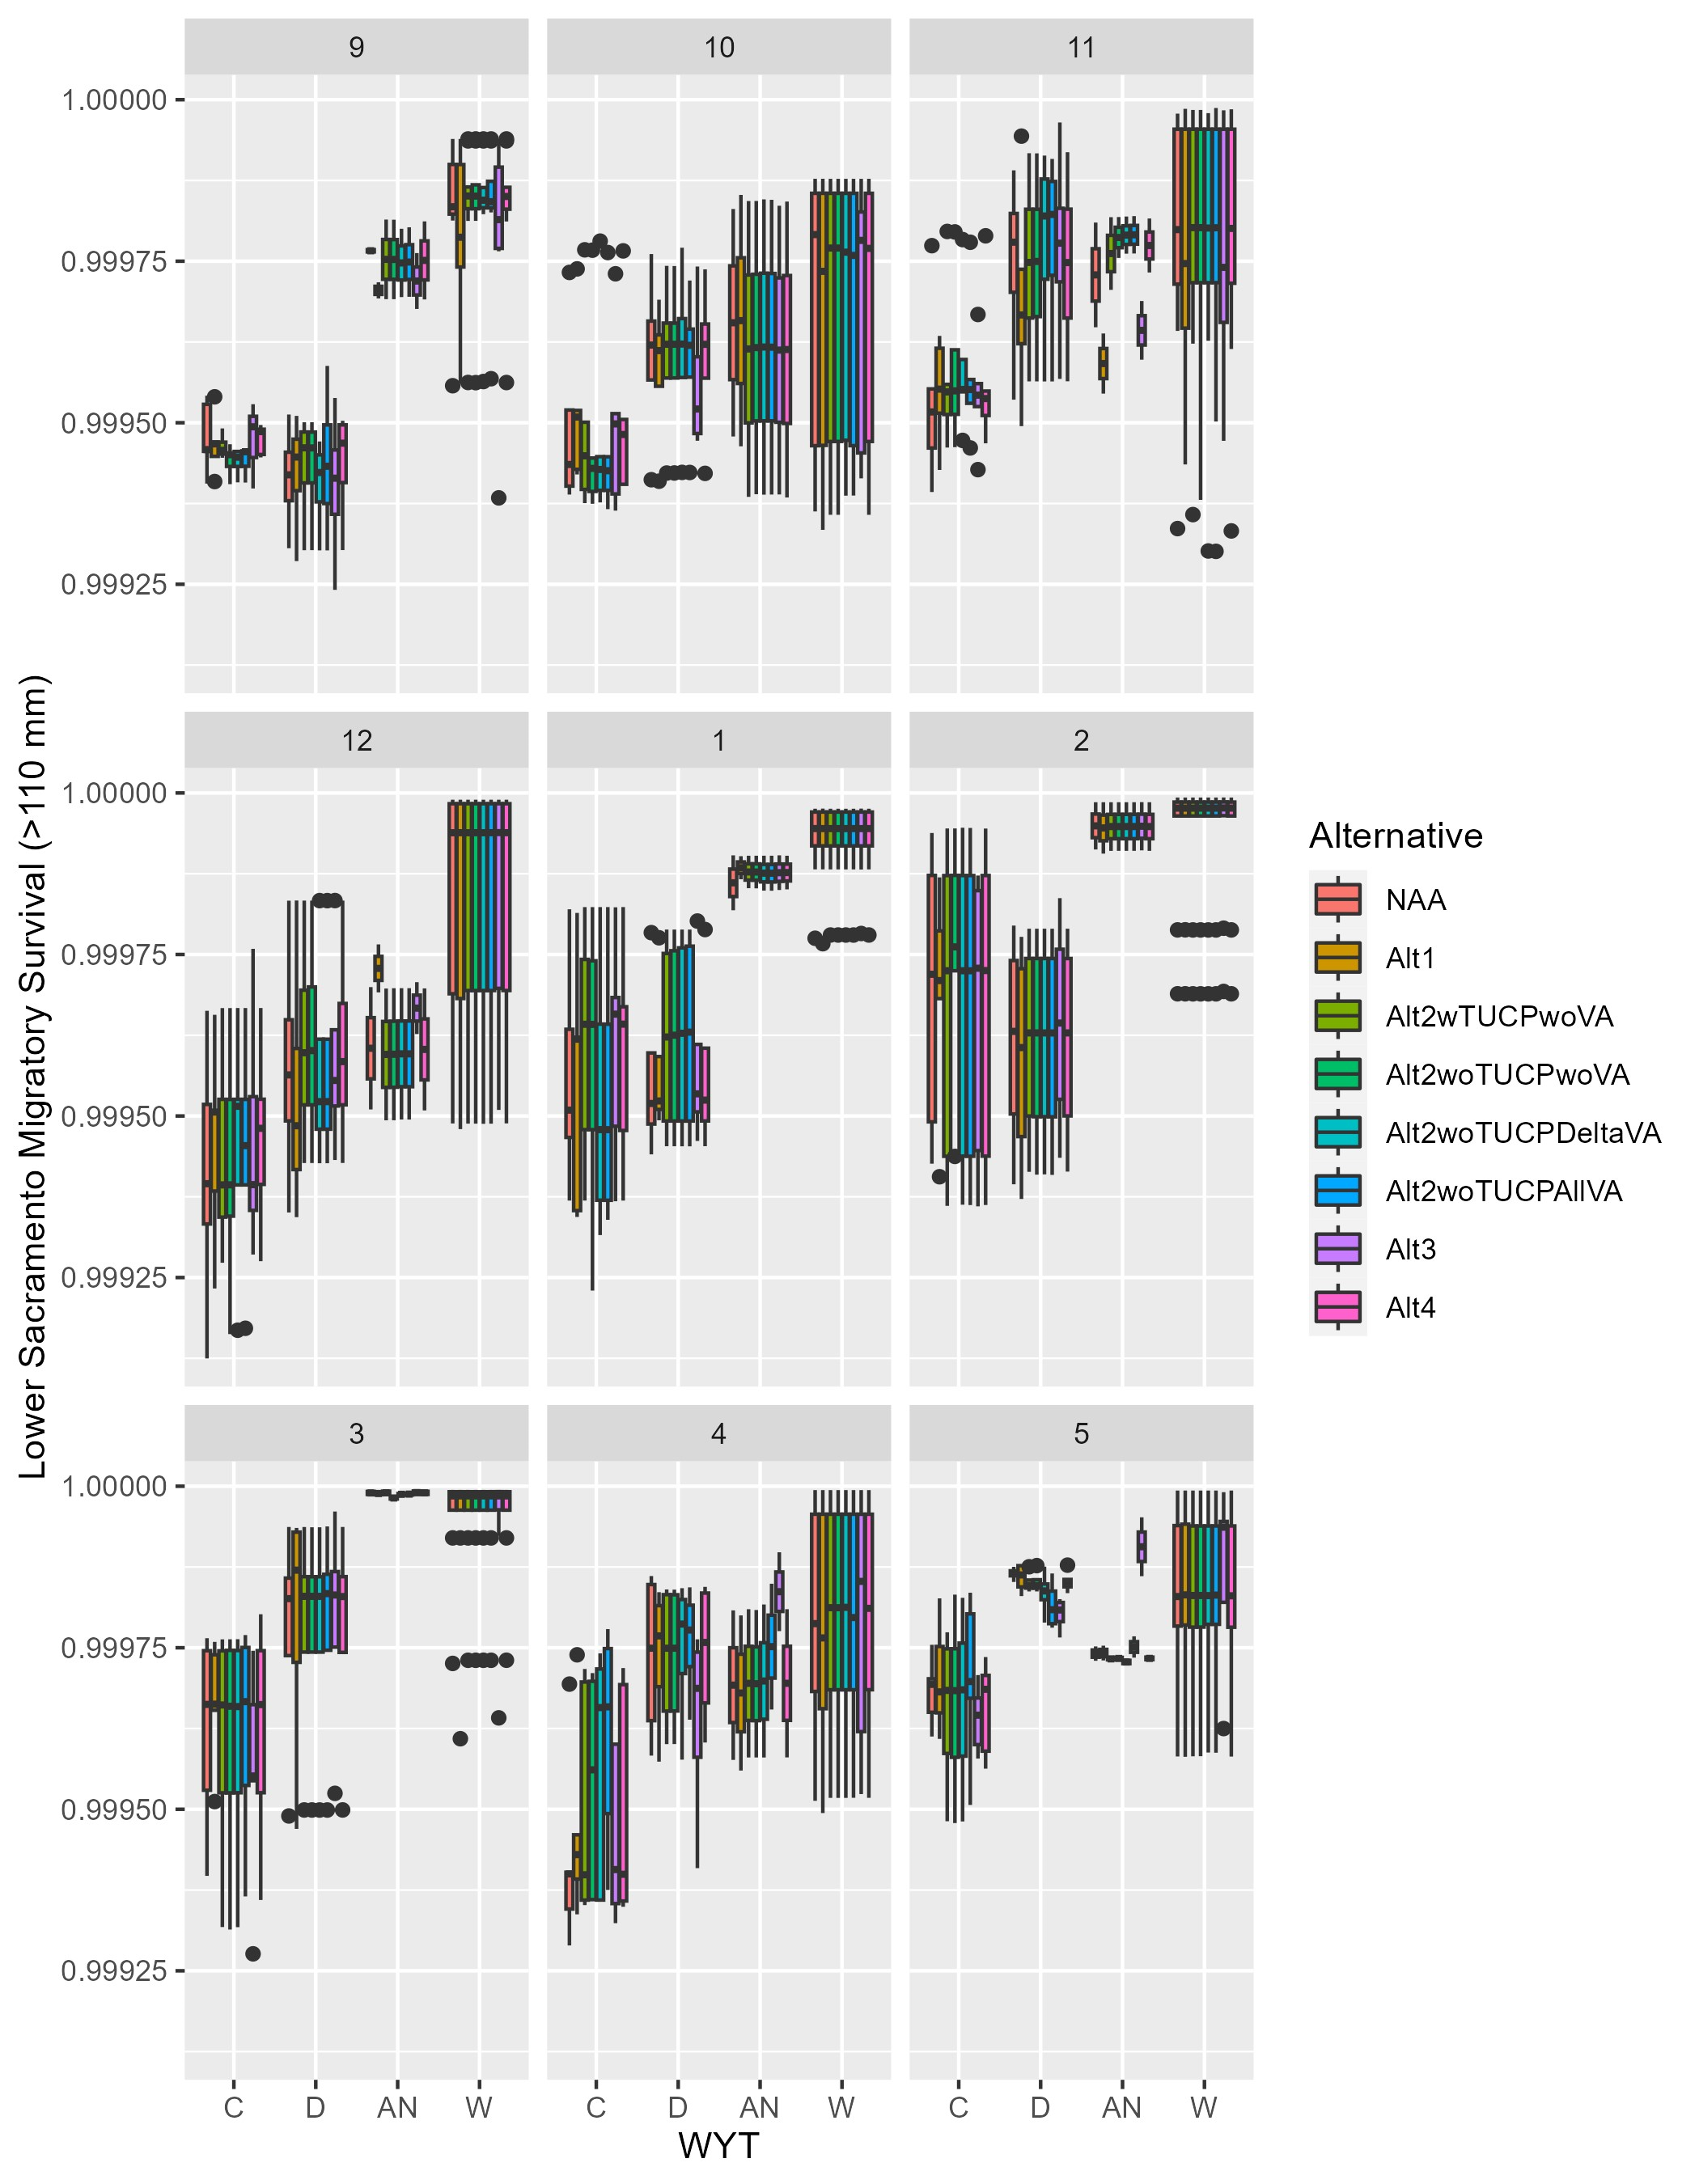 Lower Sacramento Migratory Survival (>110 mm)
9
10
11
1.00000
0.99975
0.99950
0.99925
12
1
2
1.00000
0.99975
0.99950
0.99925
3
4
5
1.00000
0.99975
0.99950
0.99925
C D AN W
C D AN W
C D AN W
WYT
Alternative
NAA
Alt1
Alt2wTUCPwoVA
Alt2woTUCPwoVA
Alt2woTUCPDeltaVA
Alt2woTUCPAllVA
Alt3
Alt4